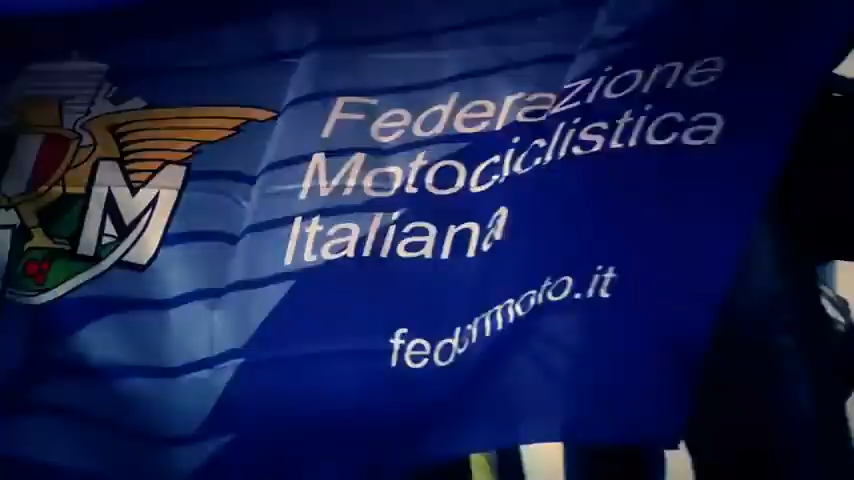 Federazione
Motociclistica
Italiana
federmoto.it
M